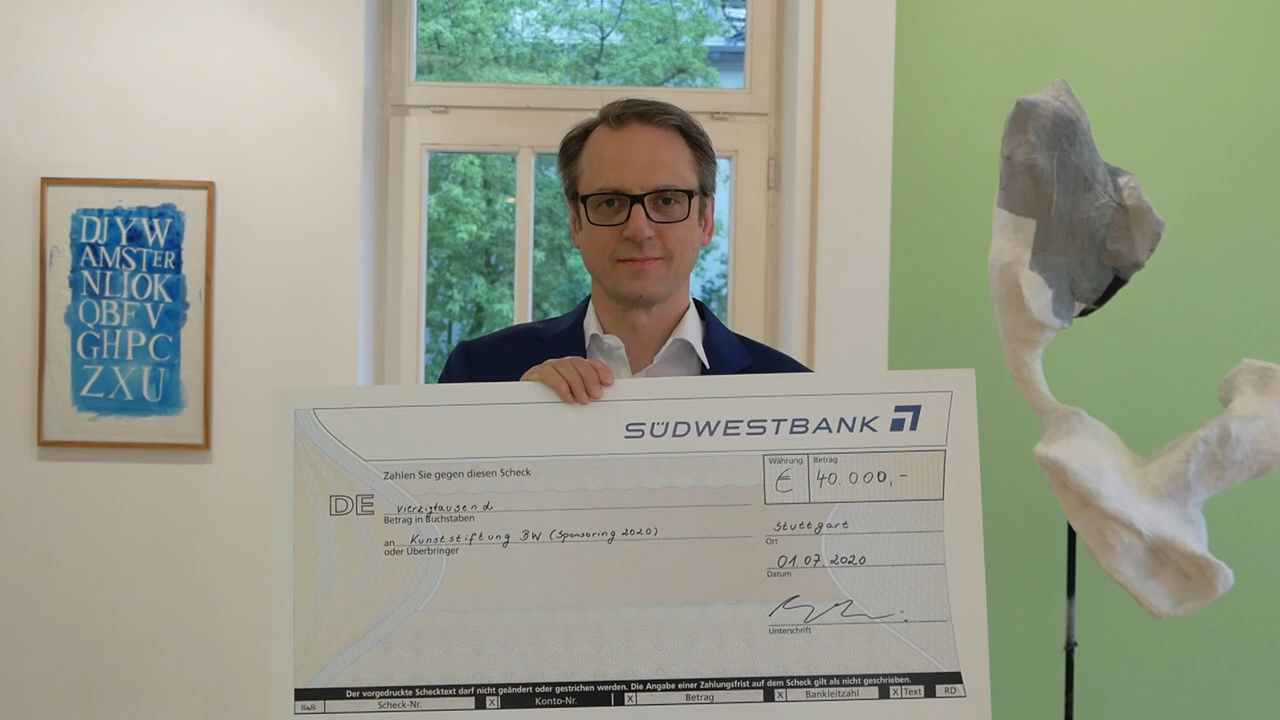 DJYW
AMSTER
NLIOK
QBFV
GHPC
ZXU
SÜDWESTBANK
Zahlen Sie gegen diesen Scheck
Währung Betrag
€ 40.000,-
DE vierzigtausend
Betrag in Buchstaben
Stuttgart
an Kunststiftung BW (Sponsoring 2020)
Ort
oder Überbringer
01.07.2020
Datum
Unterschrift
Der vorgedruckte Schecktext darf nicht geändert oder gestrichen werden. Die Angabe einer Zahlungsfrist auf dem Scheck gilt als nicht geschrieben.
S&S Scheck-Nr. X Konto-Nr. X Betrag X Bankleitzahl X Text RD